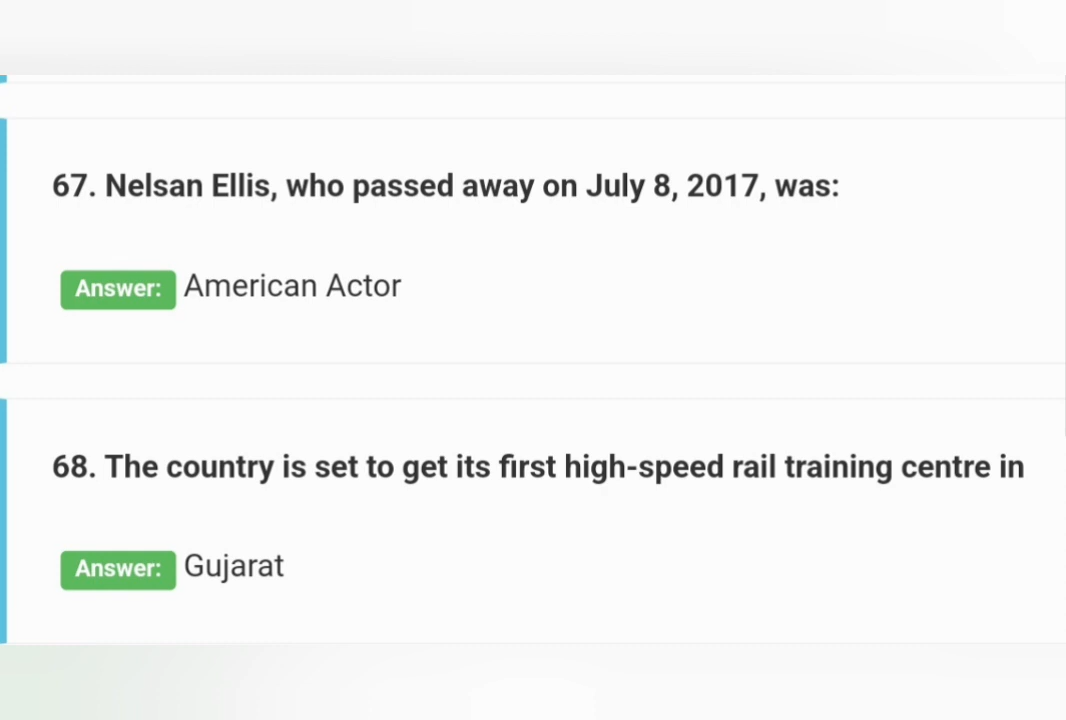 67. Nelsan Ellis, who passed away on July 8, 2017, was:
Answer: American Actor
68. The country is set to get its first high-speed rail training centre in
Answer: Gujarat